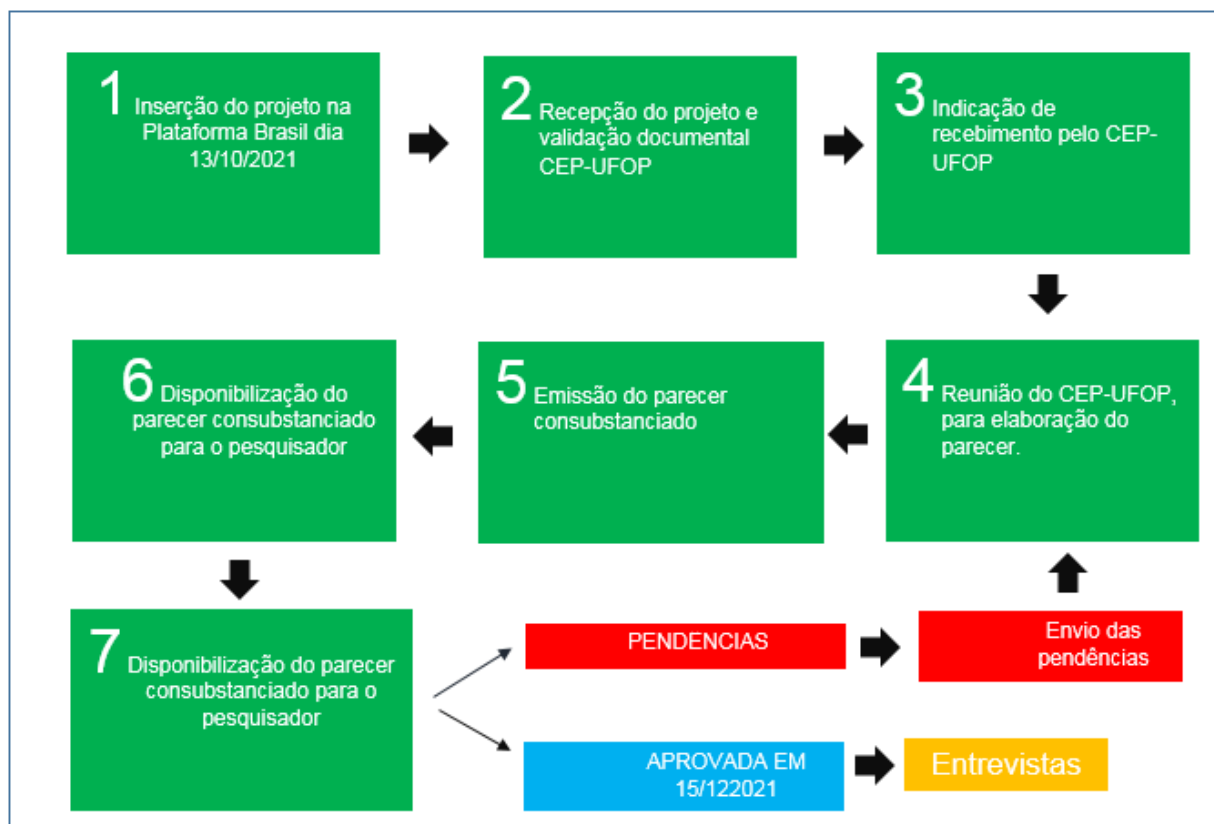 1 Inserção do projeto na
Plataforma Brasil dia
13/10/2021
2 Recepção do projeto e
validação documental
CEP-UFOP
3 Indicação de
recebimento pelo CEP-
UFOP
4 Reunião do CEP-UFOP,
para elaboração do
parecer.
5 Emissão do parecer
consubstanciado
6 Disponibilização do
parecer consubstanciado
para o pesquisador
7 Disponibilização do parecer
consubstanciado para o
pesquisador
PENDENCIAS
Envio das
pendências
APROVADA EM
15/122021
Entrevistas